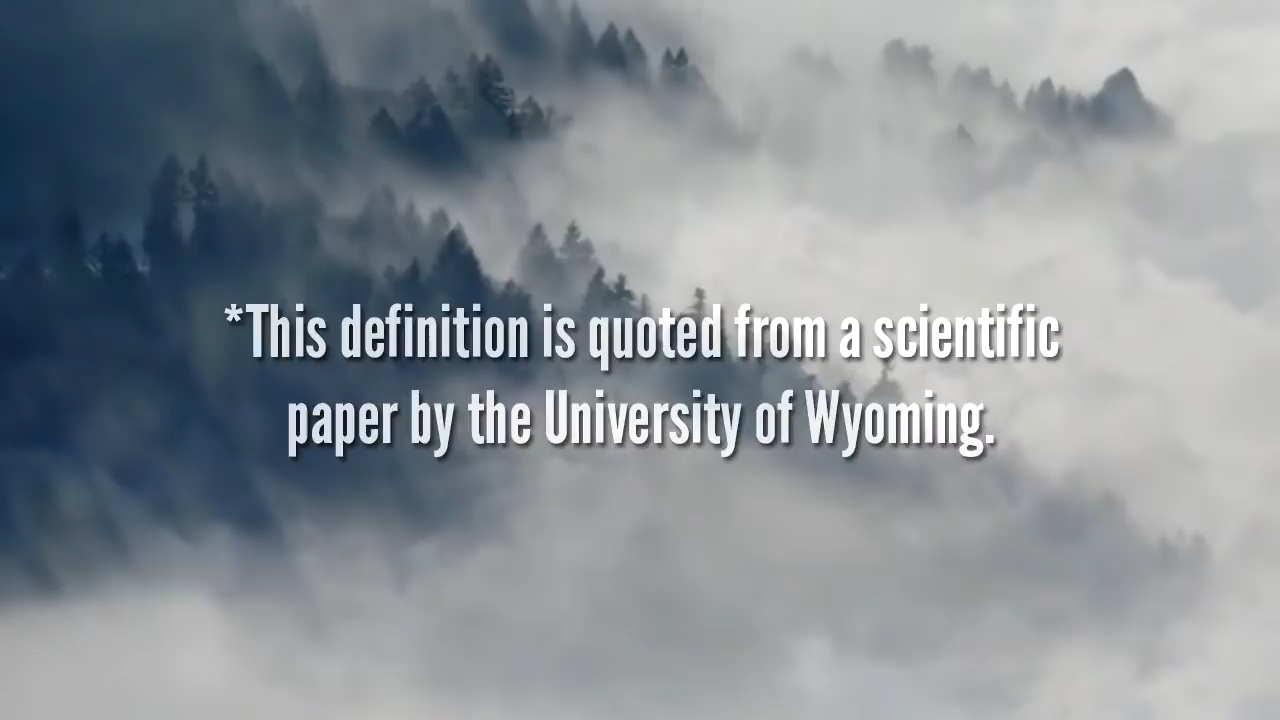 *This definition is quoted from a scientific
paper by the University of Wyoming.